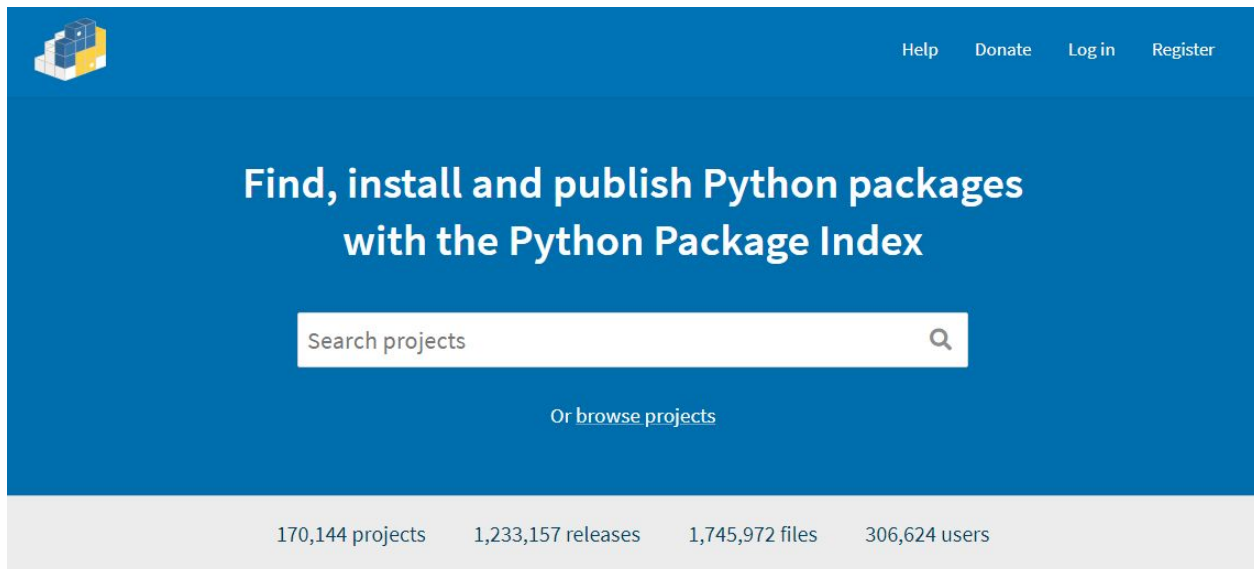 Help Donate Log in Register
Find, install and publish Python packages
with the Python Package Index
Search projects
Or browse projects
170,144 projects 1,233,157 releases 1,745,972 files 306,624 users